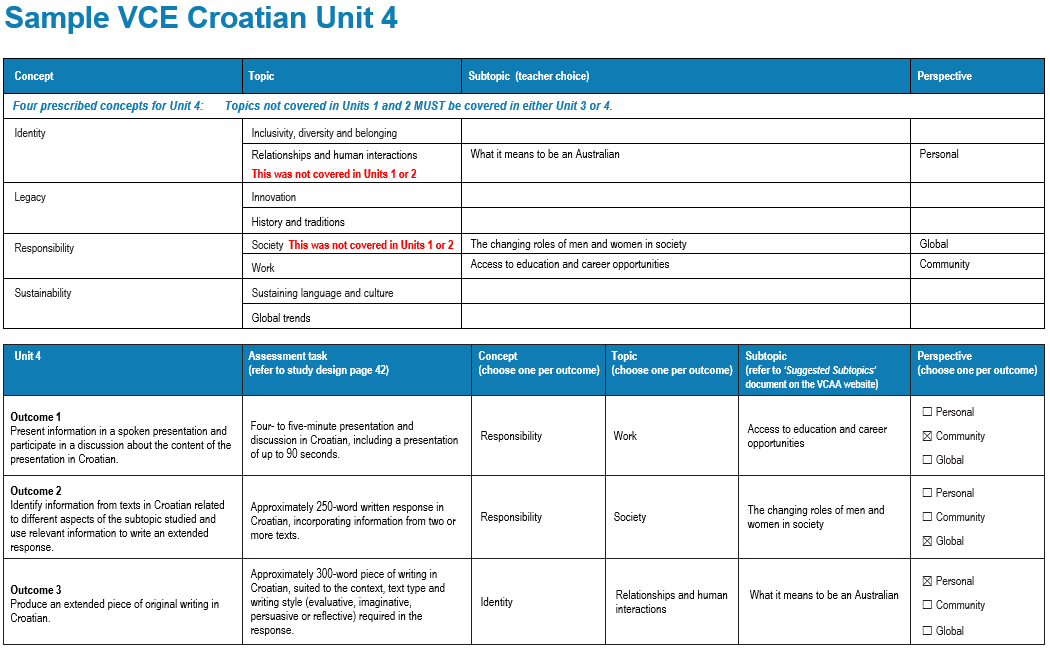 Sample VCE Croatian Unit 4
Concept Topic Subtopic (teacher choice) Perspective
Four prescribed concepts for Unit 4: Topics not covered in Units 1 and 2 MUST be covered in either Unit 3 or 4.
Identity
Inclusivity, diversity and belonging
Relationships and human interactions
This was not covered in Units 1 or 2
What it means to be an Australian
Personal
Legacy
Innovation
History and traditions
Responsibility
Society This was not covered in Units 1 or 2
The changing roles of men and women in society
Global
Work
Access to education and career opportunities
Community
Sustainability
Sustaining language and culture
Global trends
Unit 4
Assessment task
(refer to study design page 42)
Concept
(choose one per outcome)
Topic
(choose one per outcome)
Subtopic
(refer to ‘Suggested Subtopics’
document on the VCAA website)
Perspective
(choose one per outcome)
Outcome 1
Present information in a spoken presentation and
participate in a discussion about the content of the
presentation in Croatian.
Four- to five-minute presentation and
discussion in Croatian, including a presentation
of up to 90 seconds.
Responsibility
Work
Access to education and career
opportunities
☐ Personal
☒ Community
☐ Global
Outcome 2
Identify information from texts in Croatian related
to different aspects of the subtopic studied and
use relevant information to write an extended
response.
Approximately 250-word written response in
Croatian, incorporating information from two or
more texts.
Responsibility
Society
The changing roles of men and
women in society
☐ Personal
☐ Community
☒ Global
Outcome 3
Produce an extended piece of original writing in
Croatian.
Approximately 300-word piece of writing in
Croatian, suited to the context, text type and
writing style (evaluative, imaginative,
persuasive or reflective) required in the
response.
Identity
Relationships and human
interactions
What it means to be an Australian
☒ Personal
☐ Community
☐ Global